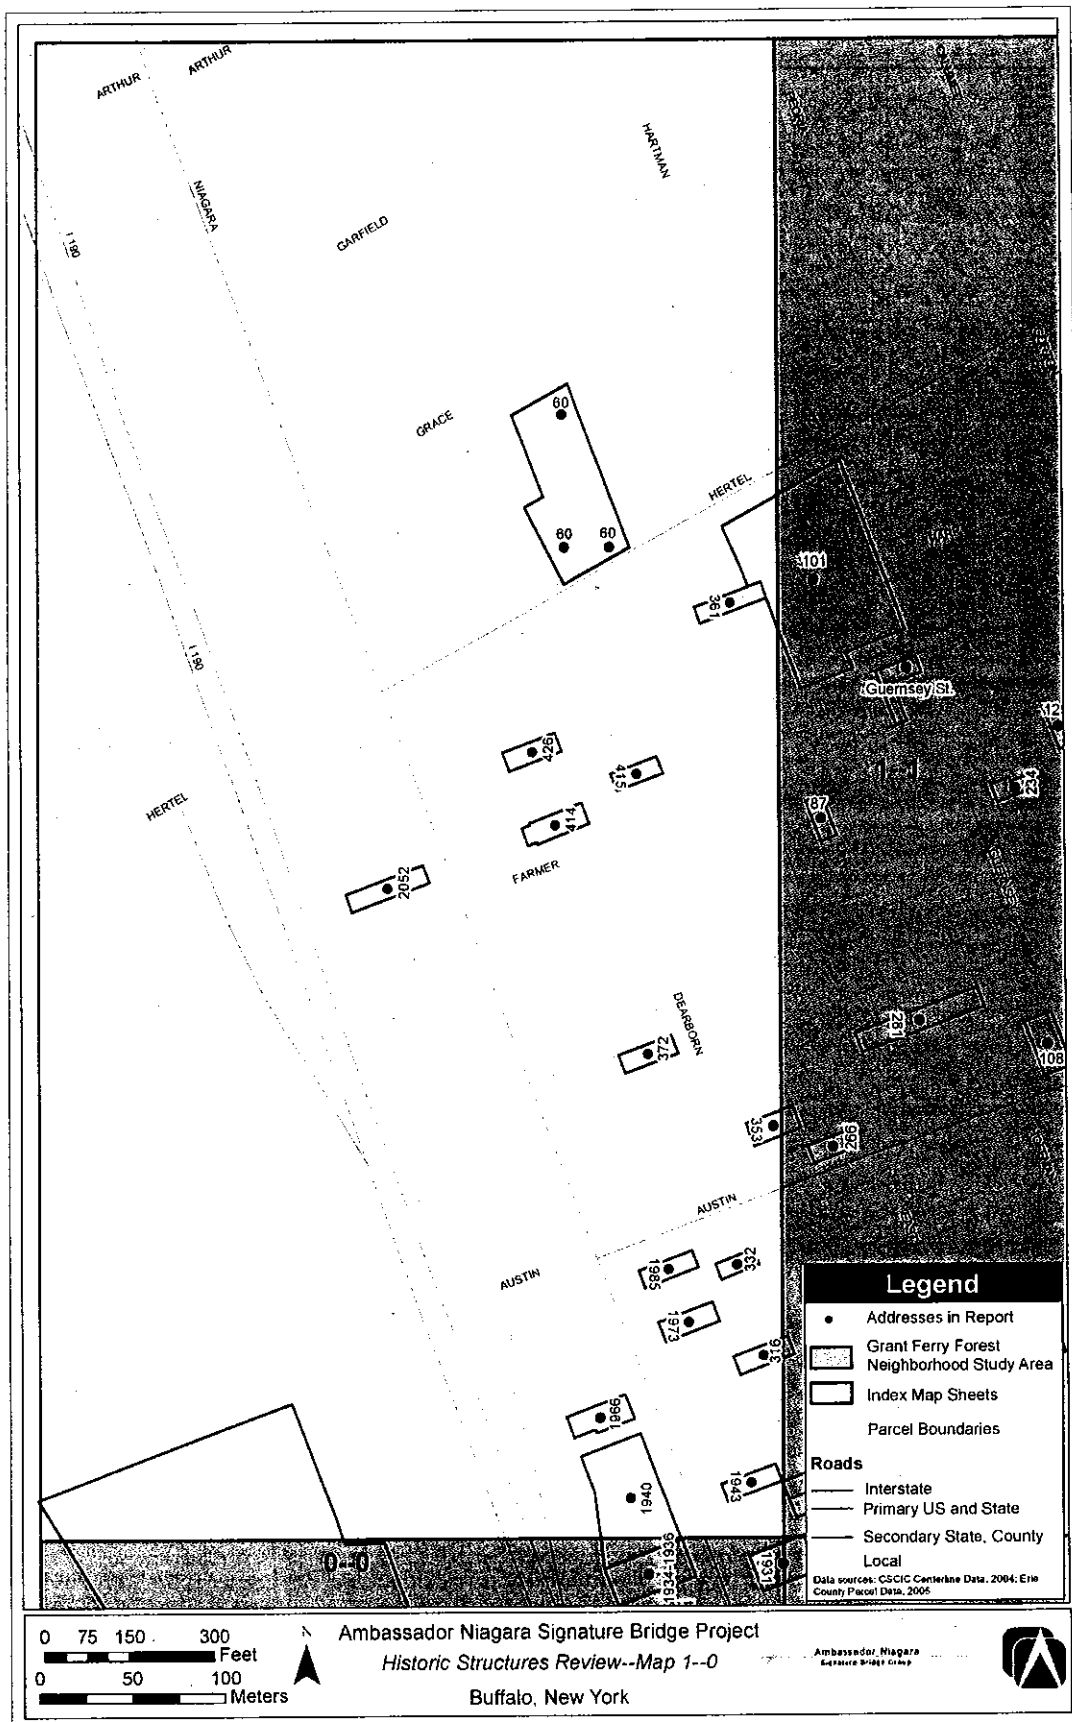 ARTHUR
ARTHUR
HARTMAN
NIAGARA
GARFIELD
I 190
GRACE
60
HERTEL
60
60
101
361
I 190
Guernsey St.
12
426
415
234
HERTEL
87
414
FARMER
2052
281
DEARBORN
372
108
353
266
AUSTIN
AUSTIN
1985
332
1973
316
1966
1943
1940
0--0
1934-1936
1931
Legend
Addresses in Report
Grant Ferry Forest
Neighborhood Study Area
Index Map Sheets
Parcel Boundaries
Roads
Interstate
Primary US and State
Secondary State, County
Local
Data sources: CSCIC Centerline Data, 2004; Erie
County Parcel Data, 2005
0 75 150 300
Feet
0 50 100
Meters
N
Ambassador Niagara Signature Bridge Project
Historic Structures Review--Map 1--0
Buffalo, New York
Ambassador Niagara
Signature Bridge Group